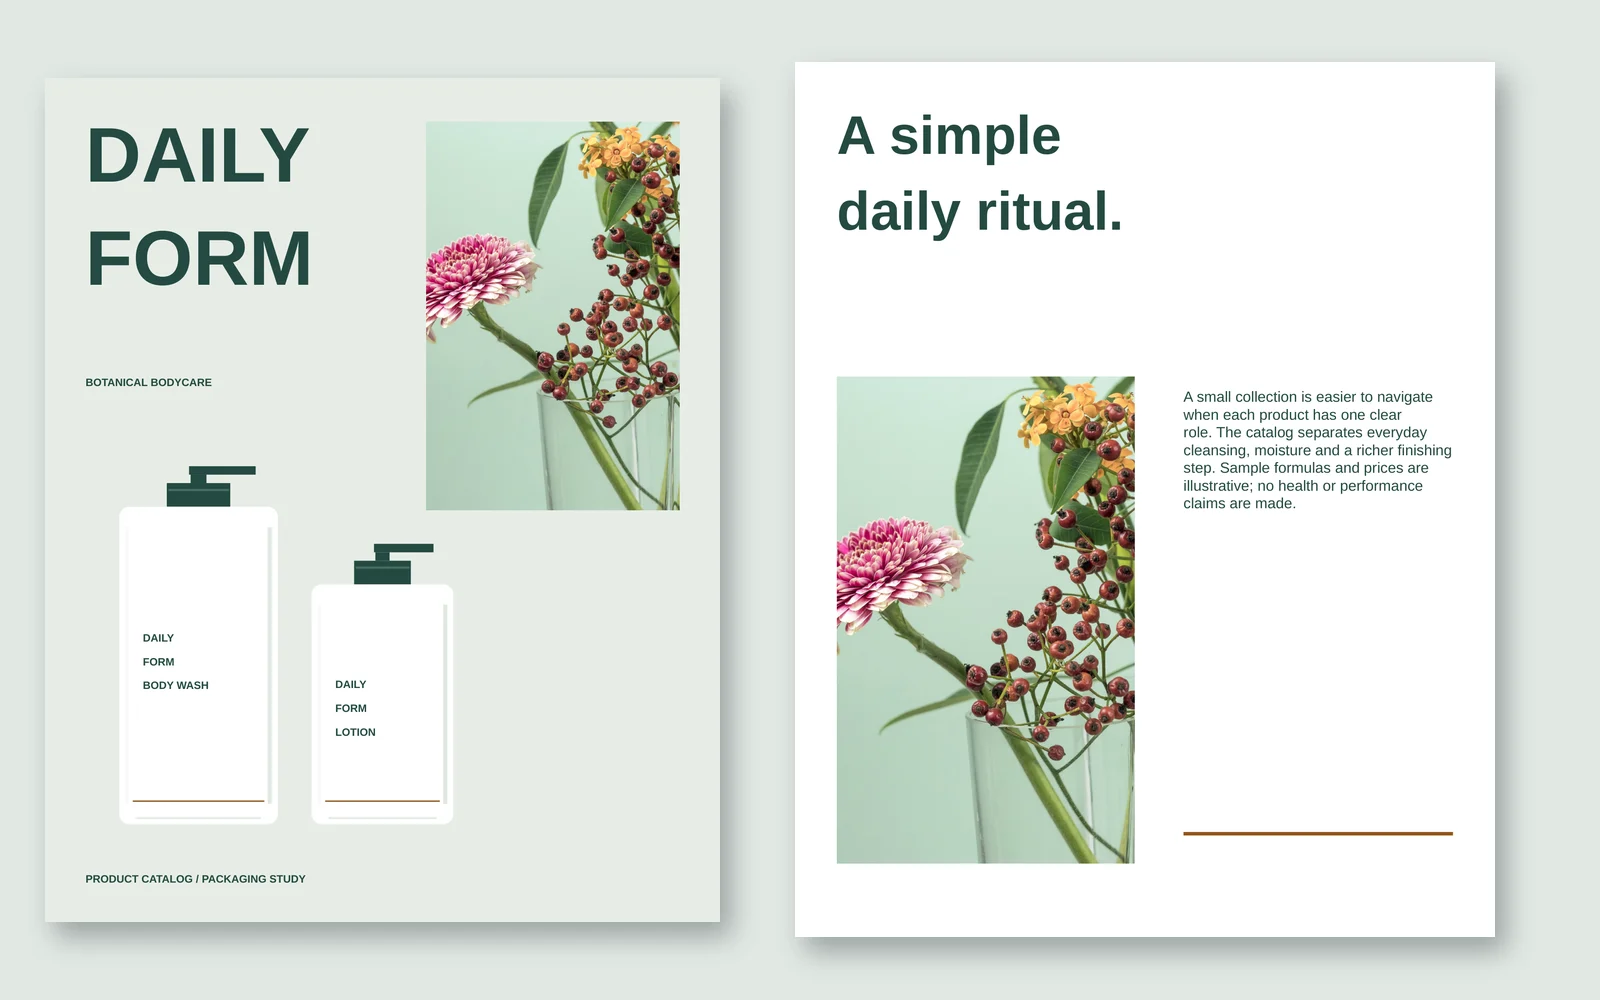 DAILY
FORM
BOTANICAL BODYCARE
DAILY
FORM
BODY WASH
DAILY
FORM
LOTION
PRODUCT CATALOG / PACKAGING STUDY
A simple
daily ritual.
A small collection is easier to navigate
when each product has one clear
role. The catalog separates everyday
cleansing, moisture and a richer finishing
step. Sample formulas and prices are
illustrative; no health or performance
claims are made.